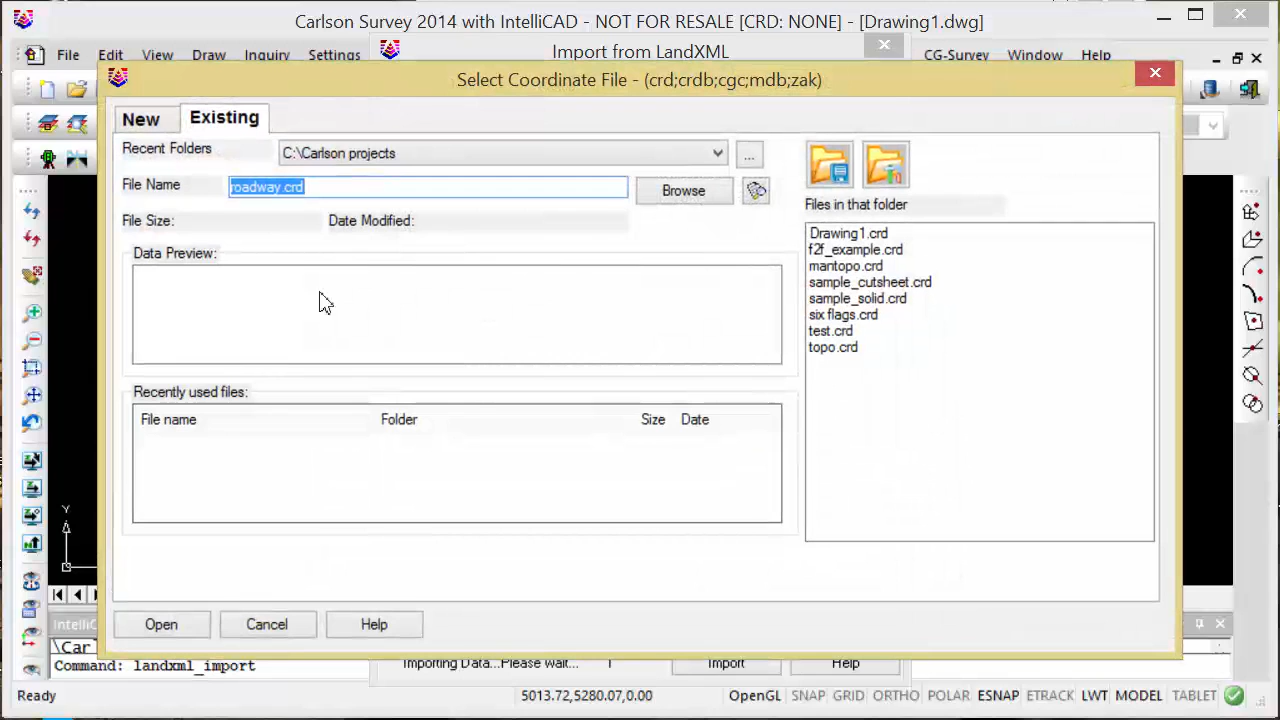 Carlson Survey 2014 with IntelliCAD - NOT FOR RESALE [CRD: NONE] - [Drawing1.dwg]
Import from LandXML
File Edit View Draw Inquiry Settings CG-Survey Window Help
Select Coordinate File - (crd;crdb;cgc;mdb;zak)
New Existing
Recent Folders C:\Carlson projects ...
File Name roadway.crd Browse
File Size: Date Modified:
Files in that folder
Data Preview:
Drawing1.crd
f2f_example.crd
mantopo.crd
sample_cutsheet.crd
sample_solid.crd
six flags.crd
test.crd
topo.crd
Recently used files:
File name Folder Size Date
Y
Open Cancel Help
\Car
Command: landxml_import
Importing Data...Please Wait... Import Help
Ready 5013.72,5280.07,0.00 OpenGL SNAP GRID ORTHO POLAR ESNAP ETRACK LWT MODEL TABLET